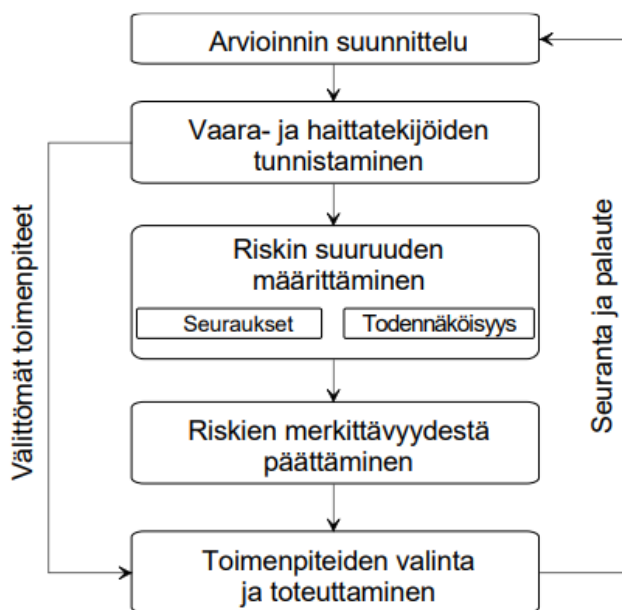 Arvioinnin suunnittelu
Vaara- ja haittatekijöiden
tunnistaminen
Riskin suuruuden
määrittäminen
Seuraukset
Todennäköisyys
Riskien merkittävyydestä
päättäminen
Toimenpiteiden valinta
ja toteuttaminen
Välittömät toimenpiteet
Seuranta ja palaute